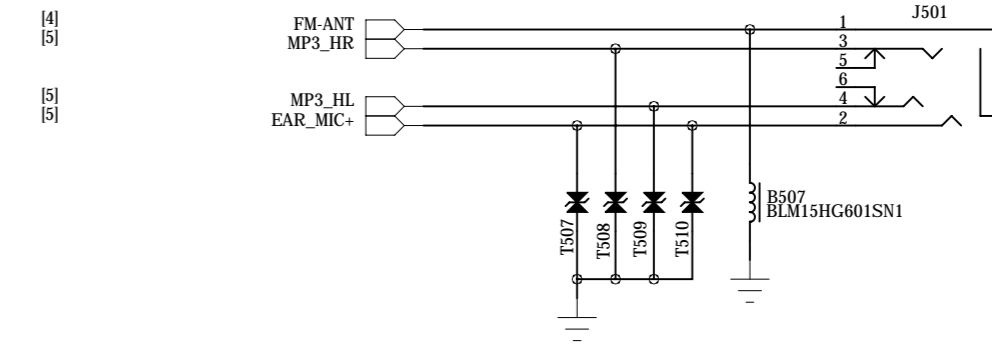 [4]
FM-ANT
1
J501
[5]
MP3_HR
3
5
6
[5]
MP3_HL
4
[5]
EAR_MIC+
2
T507
T508
T509
T510
B507
BLM15HG601SN1